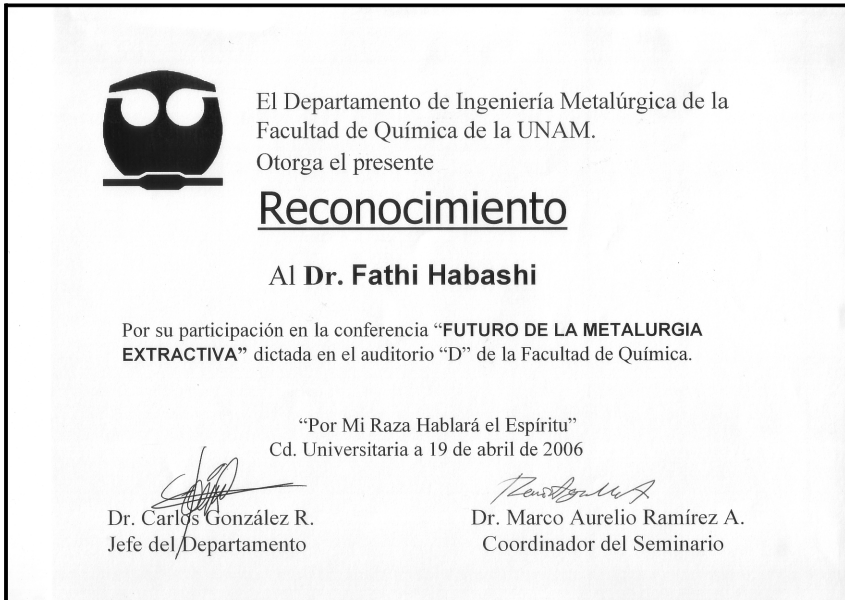 El Departamento de Ingeniería Metalúrgica de la
Facultad de Química de la UNAM.
Otorga el presente
Reconocimiento
Al Dr. Fathi Habashi
Por su participación en la conferencia “FUTURO DE LA METALURGIA
EXTRACTIVA” dictada en el auditorio “D” de la Facultad de Química.
“Por Mi Raza Hablará el Espíritu”
Cd. Universitaria a 19 de abril de 2006
Dr. Carlos González R.
Jefe del Departamento
Dr. Marco Aurelio Ramírez A.
Coordinador del Seminario